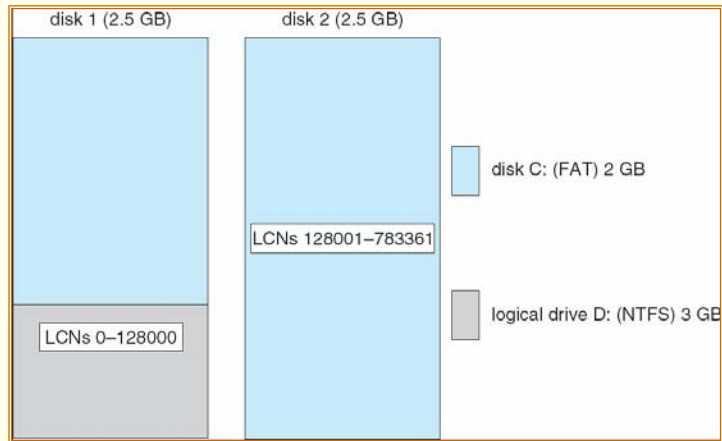 disk 1 (2.5 GB)
disk 2 (2.5 GB)
disk C: (FAT) 2 GB
LCNs 128001–783361
logical drive D: (NTFS) 3 GB
LCNs 0–128000